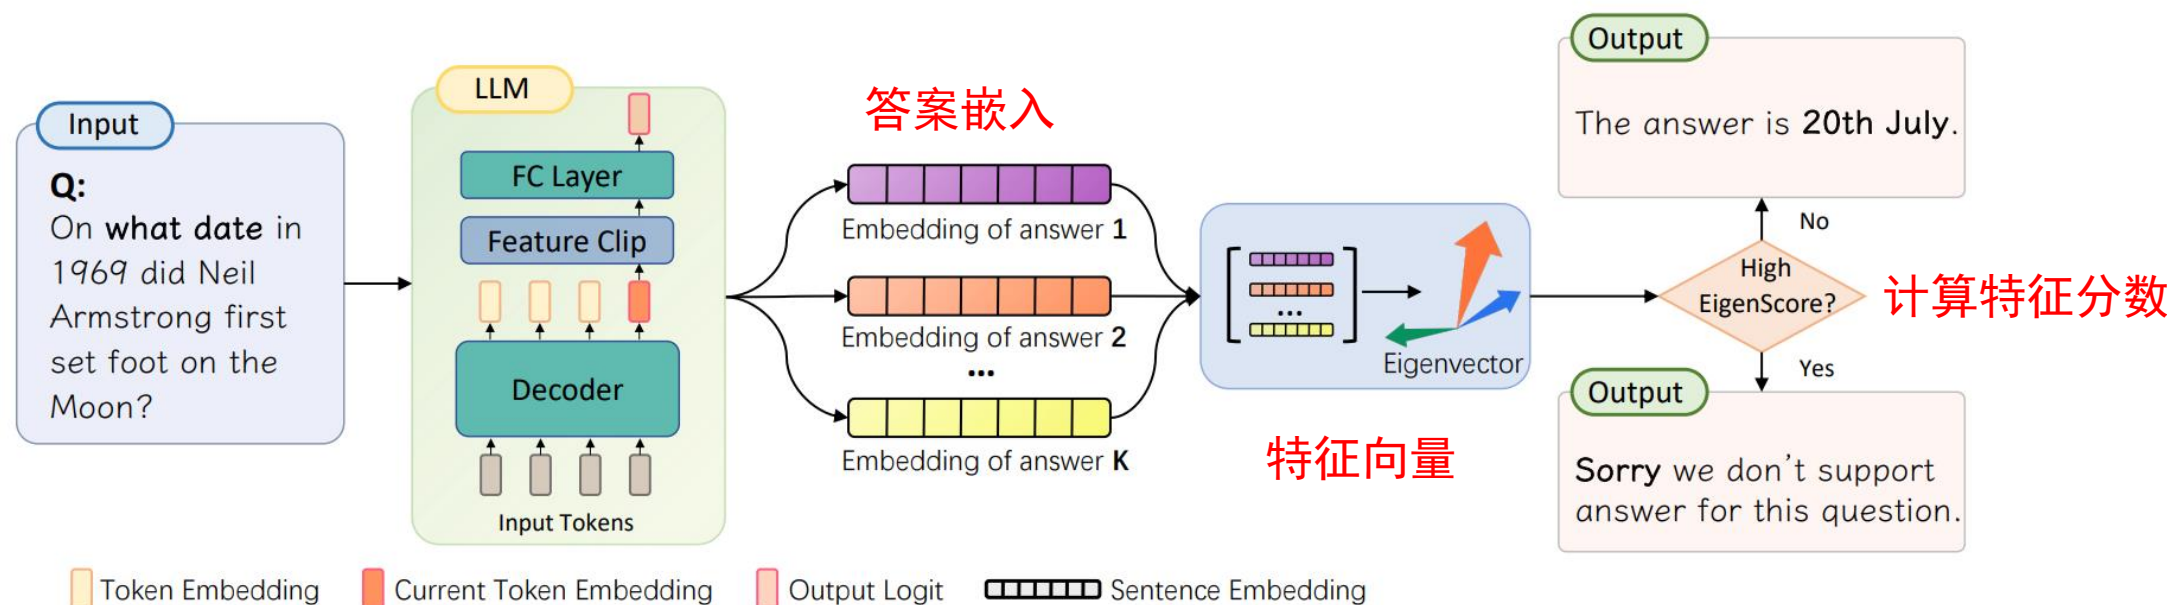 Input
Q:
On what date in
1969 did Neil
Armstrong first
set foot on the
Moon?
LLM
FC Layer
Feature Clip
Decoder
Input Tokens
答案嵌入
Embedding of answer 1
Embedding of answer 2
...
Embedding of answer K
...
Eigenvector
特征向量
High
EigenScore?
计算特征分数
No
Yes
Output
The answer is 20th July.
Output
Sorry we don't support
answer for this question.
Token Embedding
Current Token Embedding
Output Logit
Sentence Embedding